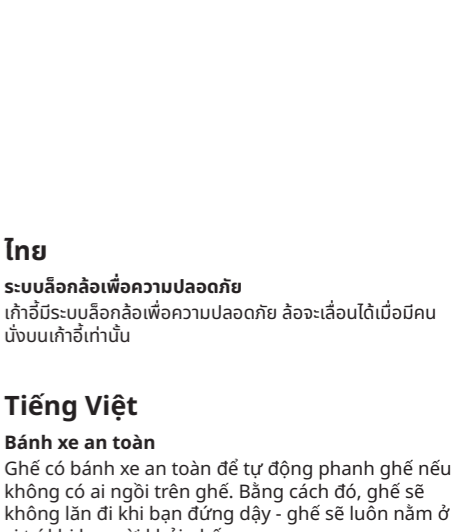 ไทย
ระบบล็อกล้อเพื่อความปลอดภัย
เก้าอี้มีระบบล็อกล้อเพื่อความปลอดภัย ล้อจะเลื่อนได้เมื่อมีคน
นั่งบนเก้าอี้เท่านั้น
Tiếng Việt
Bánh xe an toàn
Ghế có bánh xe an toàn để tự động phanh ghế nếu
không có ai ngồi trên ghế. Bằng cách đó, ghế sẽ
không lăn đi khi bạn đứng dậy - ghế sẽ luôn nằm ở